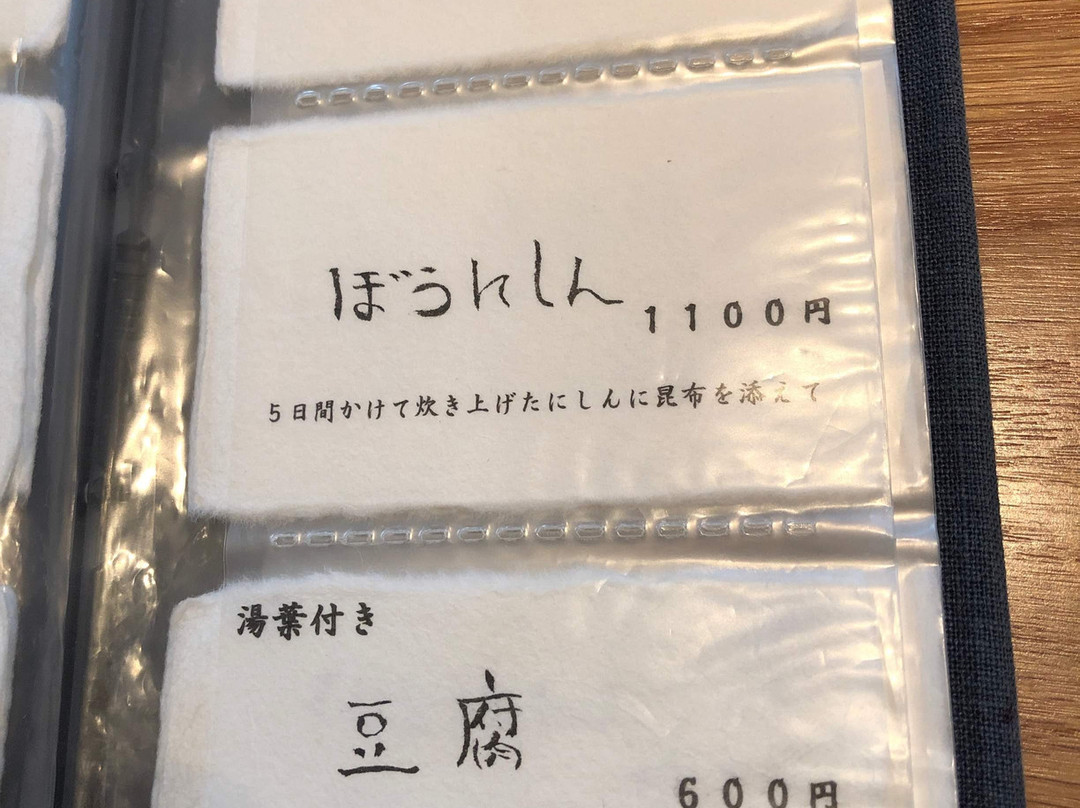 ぼうにしん 1100円
5日間かけて炊き上げたにしんに昆布を添えて
湯葉付き
豆腐
600円